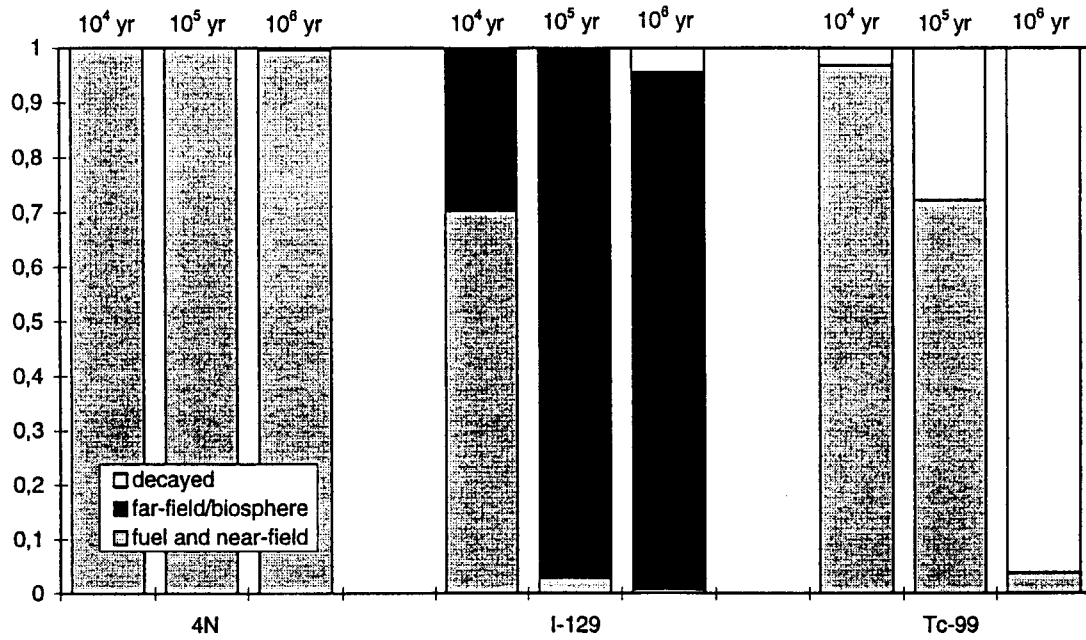 10⁴ yr 10⁵ yr 10⁶ yr 10⁴ yr 10⁵ yr 10⁶ yr 10⁴ yr 10⁵ yr 10⁶ yr
1
0,9
0,8
0,7
0,6
0,5
0,4
0,3
0,2
0,1
0
decayed
far-field/biosphere
fuel and near-field
4N I-129 Tc-99